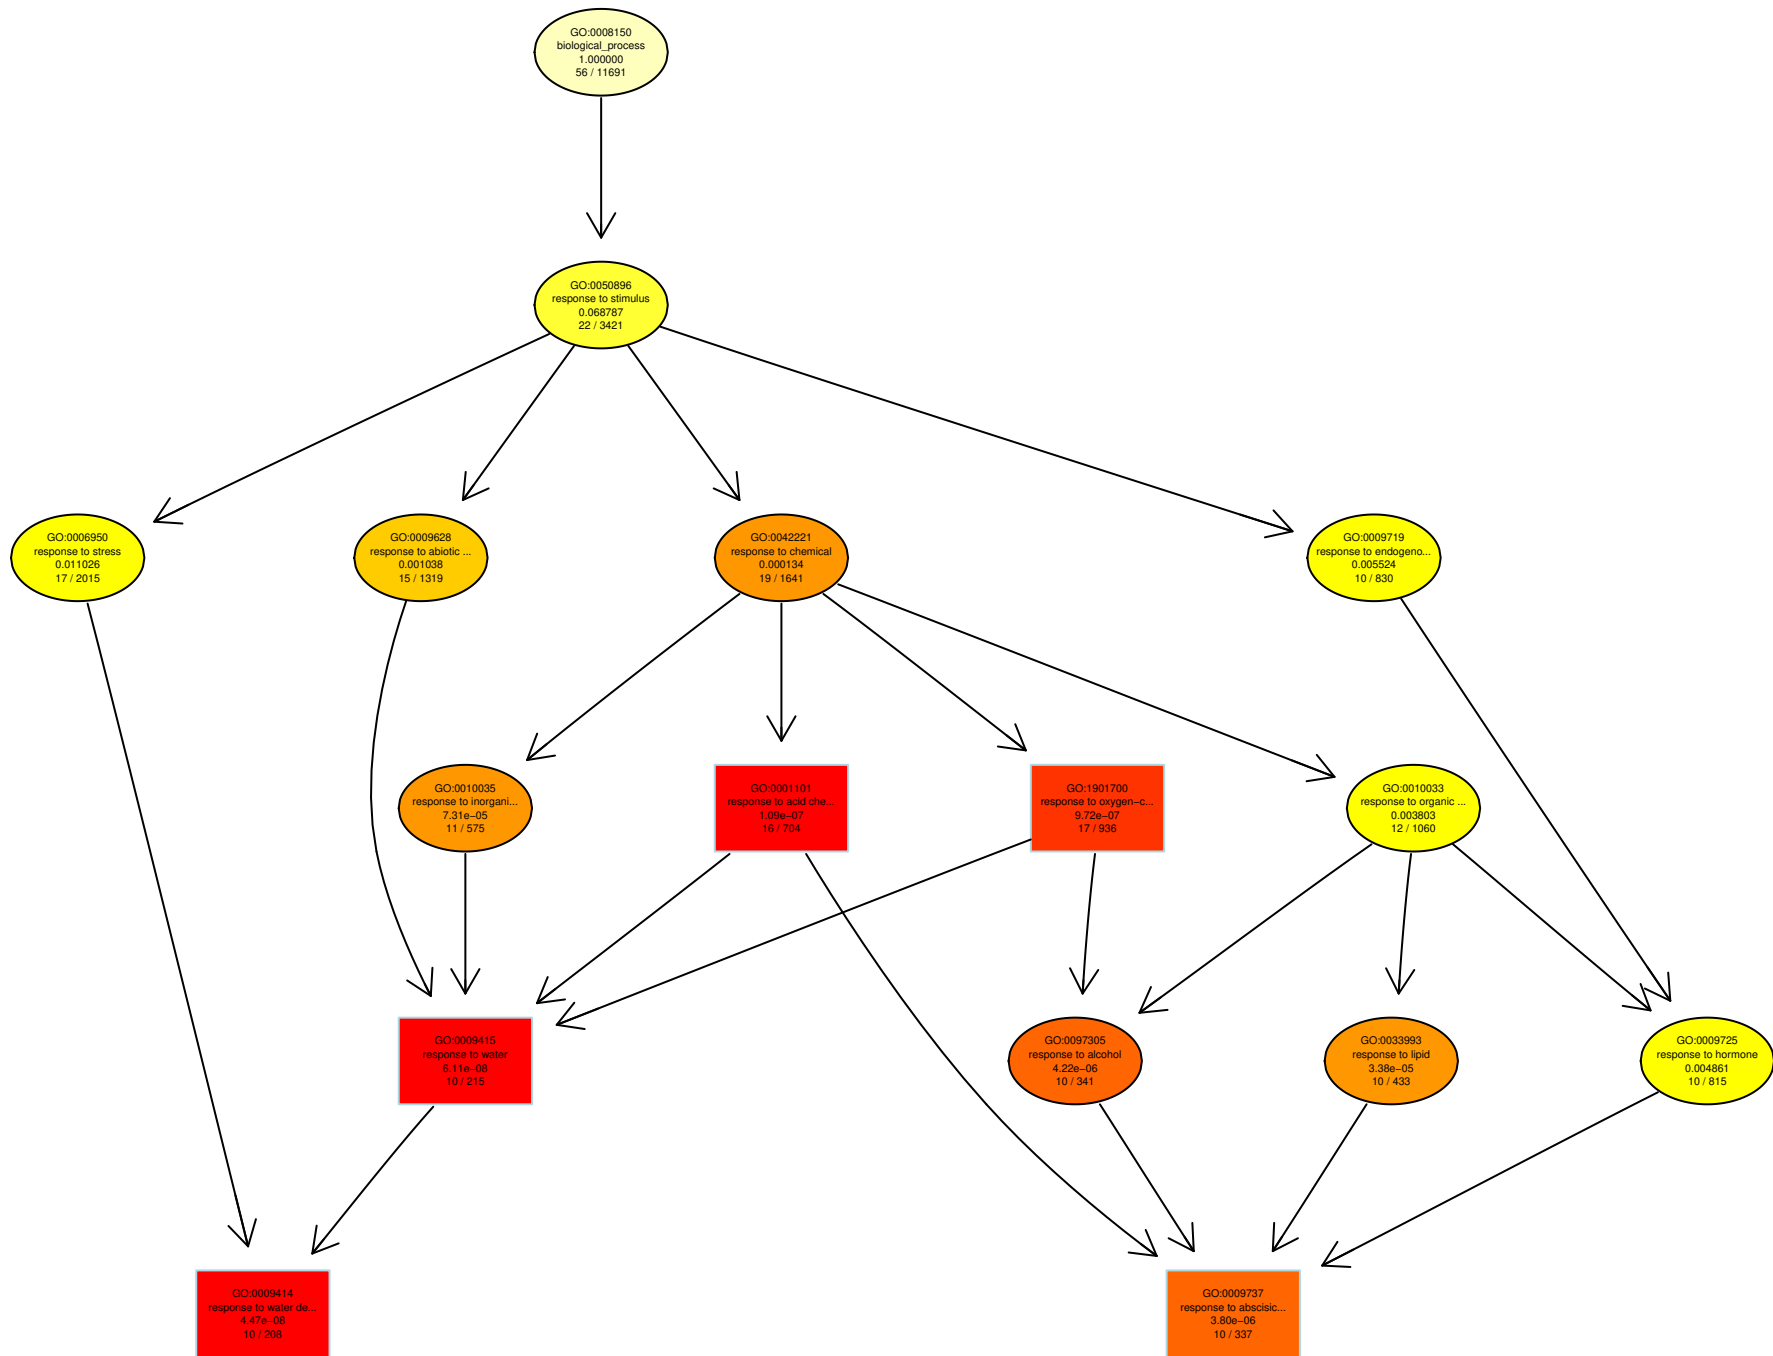 GO:0008150
biological_process
1.000000
56 / 11691
GO:0050896
response to stimulus
0.068787
22 / 3421
GO:0006950
response to stress
0.011026
17 / 2015
GO:0009628
response to abiotic ...
0.001038
15 / 1319
GO:0042221
response to chemical
0.000134
19 / 1641
GO:0009719
response to endogeno...
0.005524
10 / 830
GO:0010035
response to inorgani...
7.31e−05
11 / 575
GO:0001101
response to acid che...
1.09e−07
16 / 704
GO:1901700
response to oxygen−c...
9.72e−07
17 / 936
GO:0010033
response to organic ...
0.003803
12 / 1060
GO:0009415
response to water
6.11e−08
10 / 215
GO:0097305
response to alcohol
4.22e−06
10 / 341
GO:0033993
response to lipid
3.38e−05
10 / 433
GO:0009725
response to hormone
0.004861
10 / 815
GO:0009414
response to water de...
4.47e−08
10 / 208
GO:0009737
response to abscisic...
3.80e−06
10 / 337